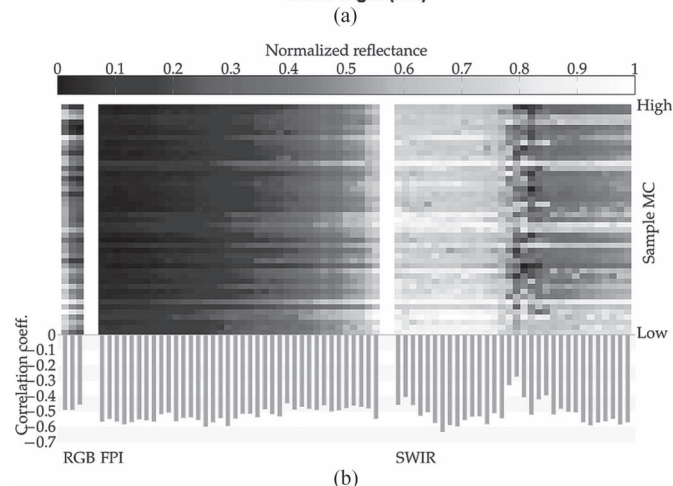 (a)
Normalized reflectance
0 0.1 0.2 0.3 0.4 0.5 0.6 0.7 0.8 0.9 1
High
Sample MC
Low
Correlation coeff.
0
−0.1
−0.2
−0.3
−0.4
−0.5
−0.6
−0.7
RGB FPI SWIR
(b)